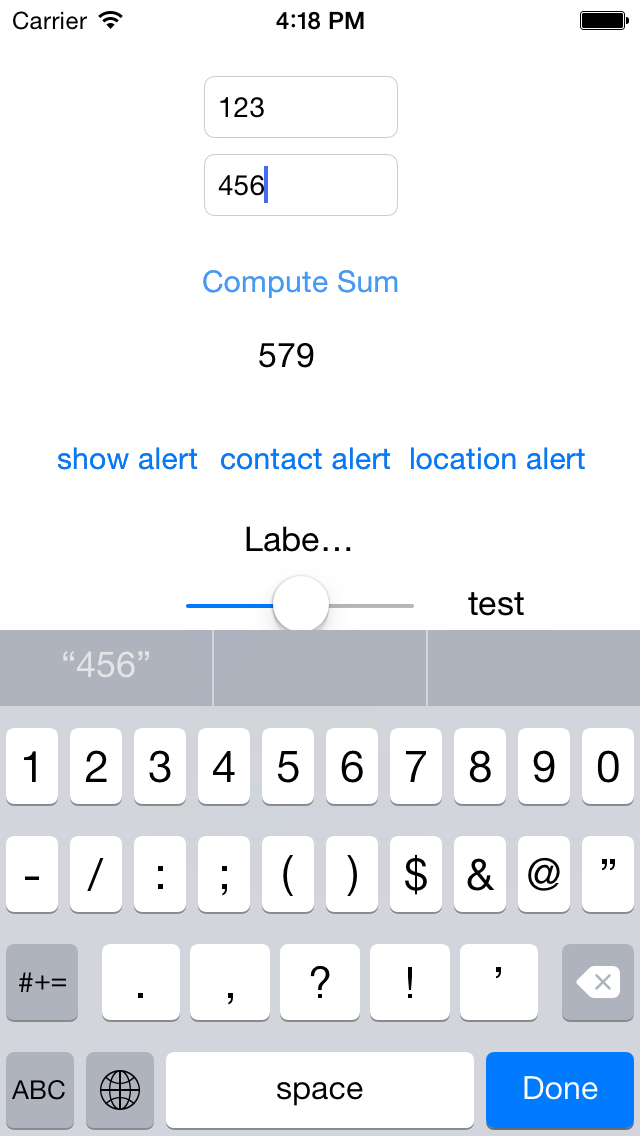 Carrier 4:18 PM
123
456
Compute Sum
579
show alert contact alert location alert
Labe…
test
“456”
1 2 3 4 5 6 7 8 9 0
- / : ; ( ) $ & @ ”
#+= . , ? ! ’
ABC space Done